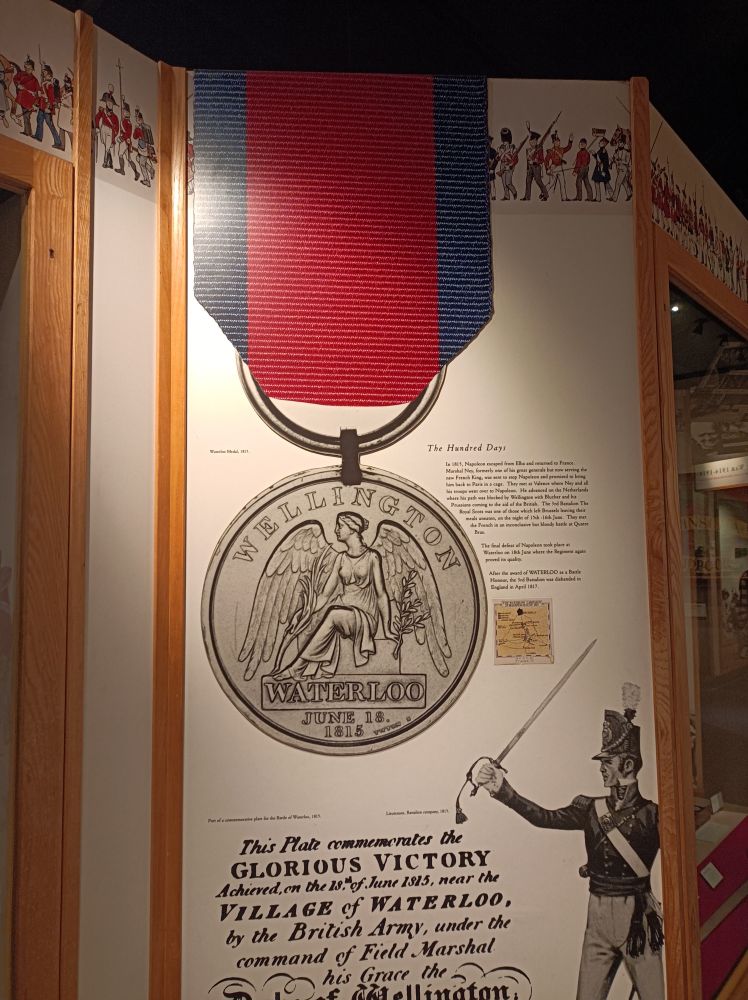 Waterloo Medal, 1815.
The Hundred Days
In 1815, Napoleon escaped from Elba and returned to France.
Marshal Ney, formerly one of his great generals but now serving the
new French King, was sent to stop Napoleon and promised to bring
him back to Paris in a cage. They met at Valence where Ney and all
his troops went over to Napoleon. He advanced on the Netherlands
where his path was blocked by Wellington with Blucher and his
Prussians coming to the aid of the British. The 3rd Battalion The
Royal Scots was one of those which left Brussels leaving their
meals uneaten, on the night of 15th -16th June. They met
the French in an inconclusive but bloody battle at Quatre
Bras.
The final defeat of Napoleon took place at
Waterloo on 18th June where the Regiment again
proved its quality.
After the award of WATERLOO as a Battle
Honour, the 3rd Battalion was disbanded in
England in April 1817.
WELLINGTON
WATERLOO
JUNE 18.
1815
Part of a commemorative plate for the Battle of Waterloo, 1815.
Lieutenant, Battalion company, 1815.
This Plate commemorates the
GLORIOUS VICTORY
Achieved, on the 18.th of June 1815, near the
VILLAGE of WATERLOO,
by the British Army, under the
command of Field Marshal
his Grace the
Duke of Wellington,